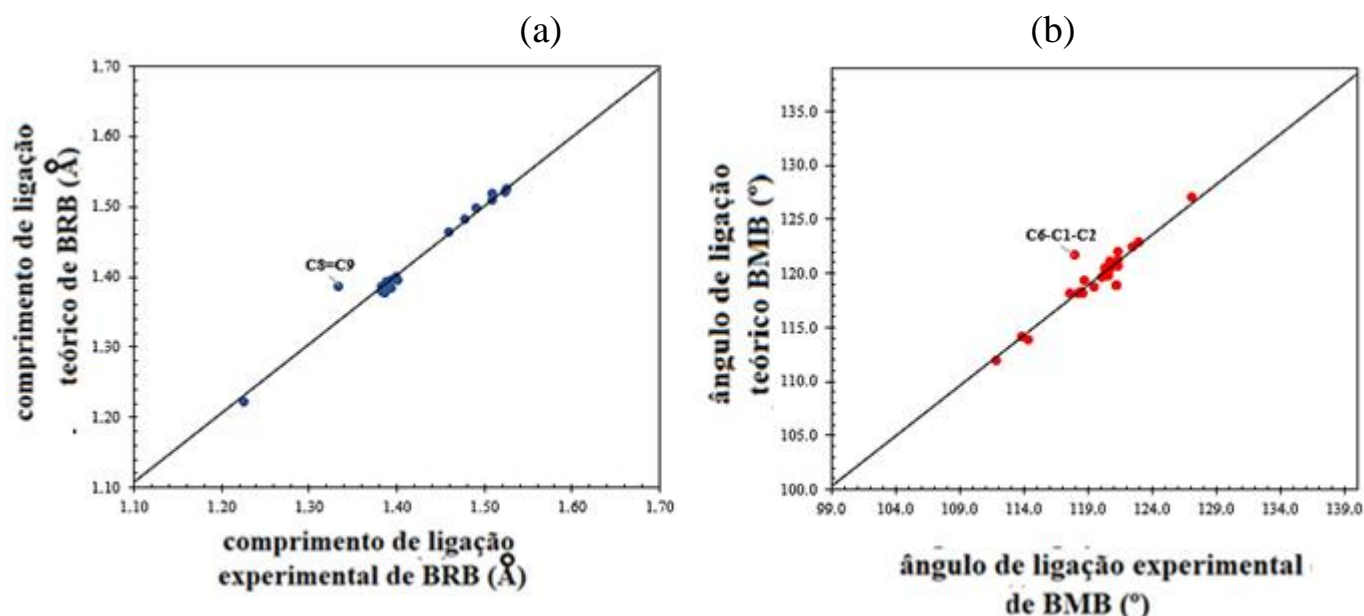 (a)
(b)
comprimento de ligação
teórico de BRB (Å)
1.70
1.60
1.50
1.40
1.30
1.20
1.10
C8=C9
1.10
1.20
1.30
1.40
1.50
1.60
1.70
comprimento de ligação
experimental de BRB (Å)
ângulo de ligação
teórico BMB (º)
135.0
130.0
125.0
120.0
115.0
110.0
105.0
100.0
C6-C1-C2
99.0
104.0
109.0
114.0
119.0
124.0
129.0
134.0
139.0
ângulo de ligação experimental
de BMB (º)